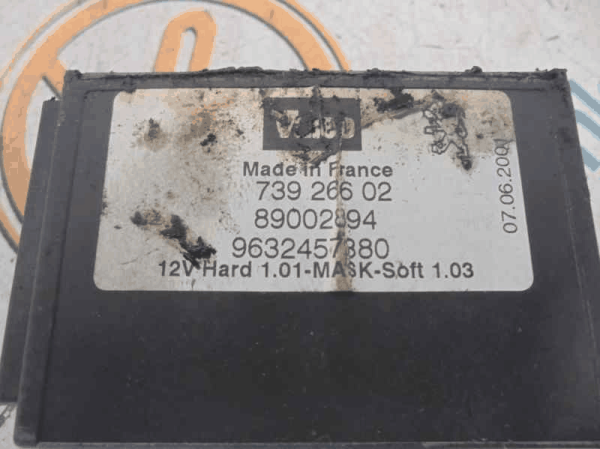 Valeo
Made in France
739 266 02
89002894
9632457880
12V-Hard 1.01-MASK-Soft 1.03
07.06.2001